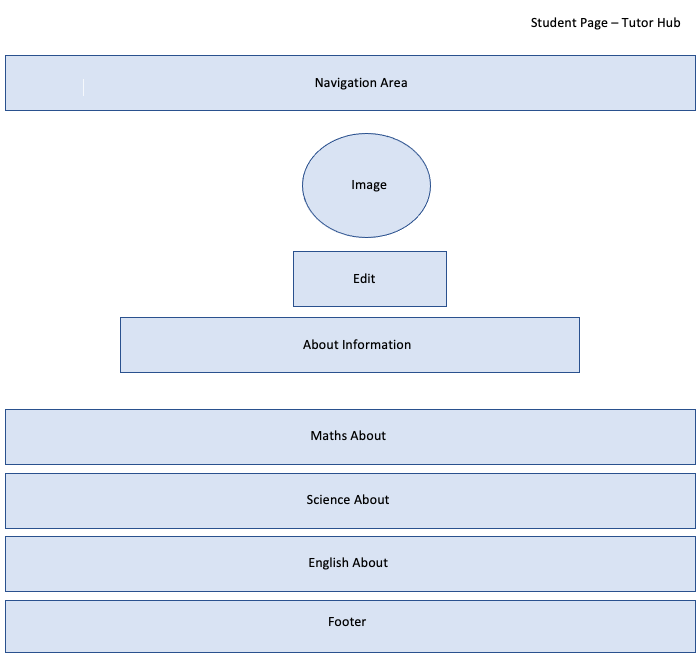 Student Page – Tutor Hub
Navigation Area
Image
Edit
About Information
Maths About
Science About
English About
Footer